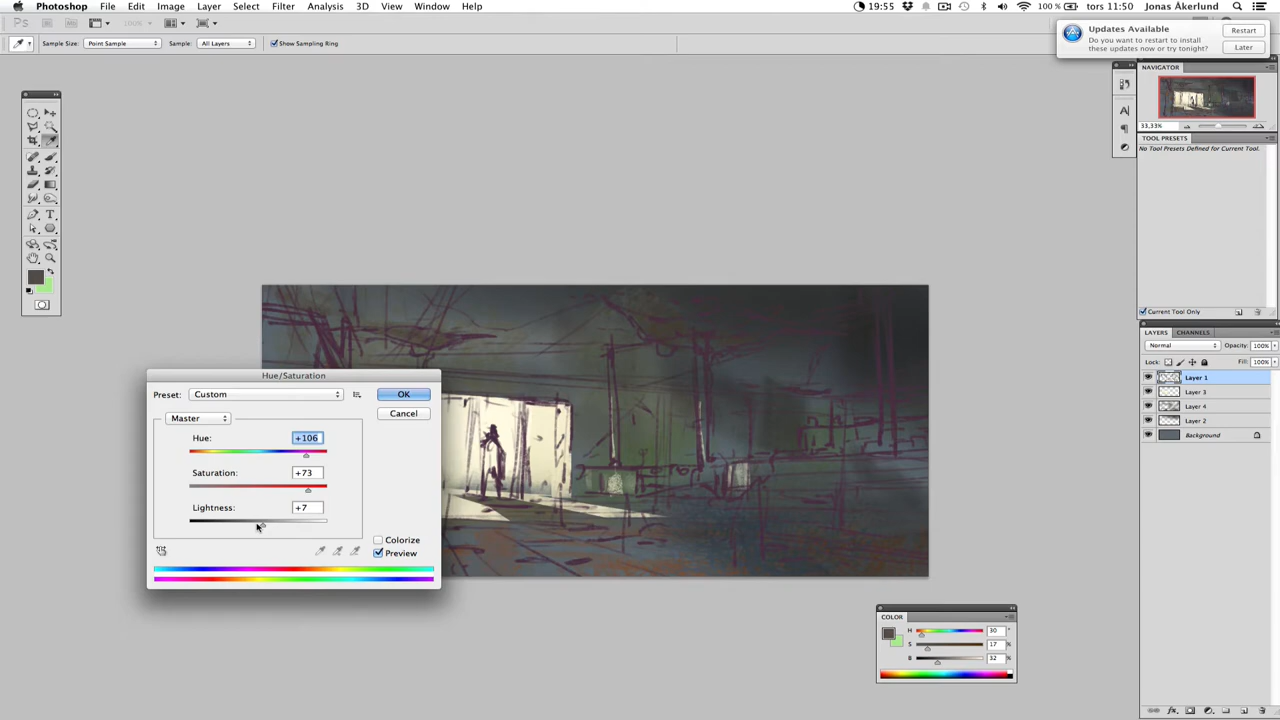 Photoshop File Edit Image Layer Select Filter Analysis 3D View Window Help 19:55 100 % tors 11:50 Jonas Åkerlund
Ps Br Mb
Sample Size: Point Sample Sample: All Layers Show Sampling Ring
Updates Available
Do you want to restart to install
these updates now or try tonight?
Restart
Later
NAVIGATOR
33,33%
TOOL PRESETS
No Tool Presets Defined for Current Tool.
Current Tool Only
LAYERS CHANNELS
Normal Opacity: 100%
Lock: Fill: 100%
Layer 1
Layer 3
Layer 4
Layer 2
Background
Hue/Saturation
Preset: Custom OK
Cancel
Master
Hue: +106
Saturation: +73
Lightness: +7
Colorize
Preview
COLOR
H 30 °
S 17 %
B 32 %